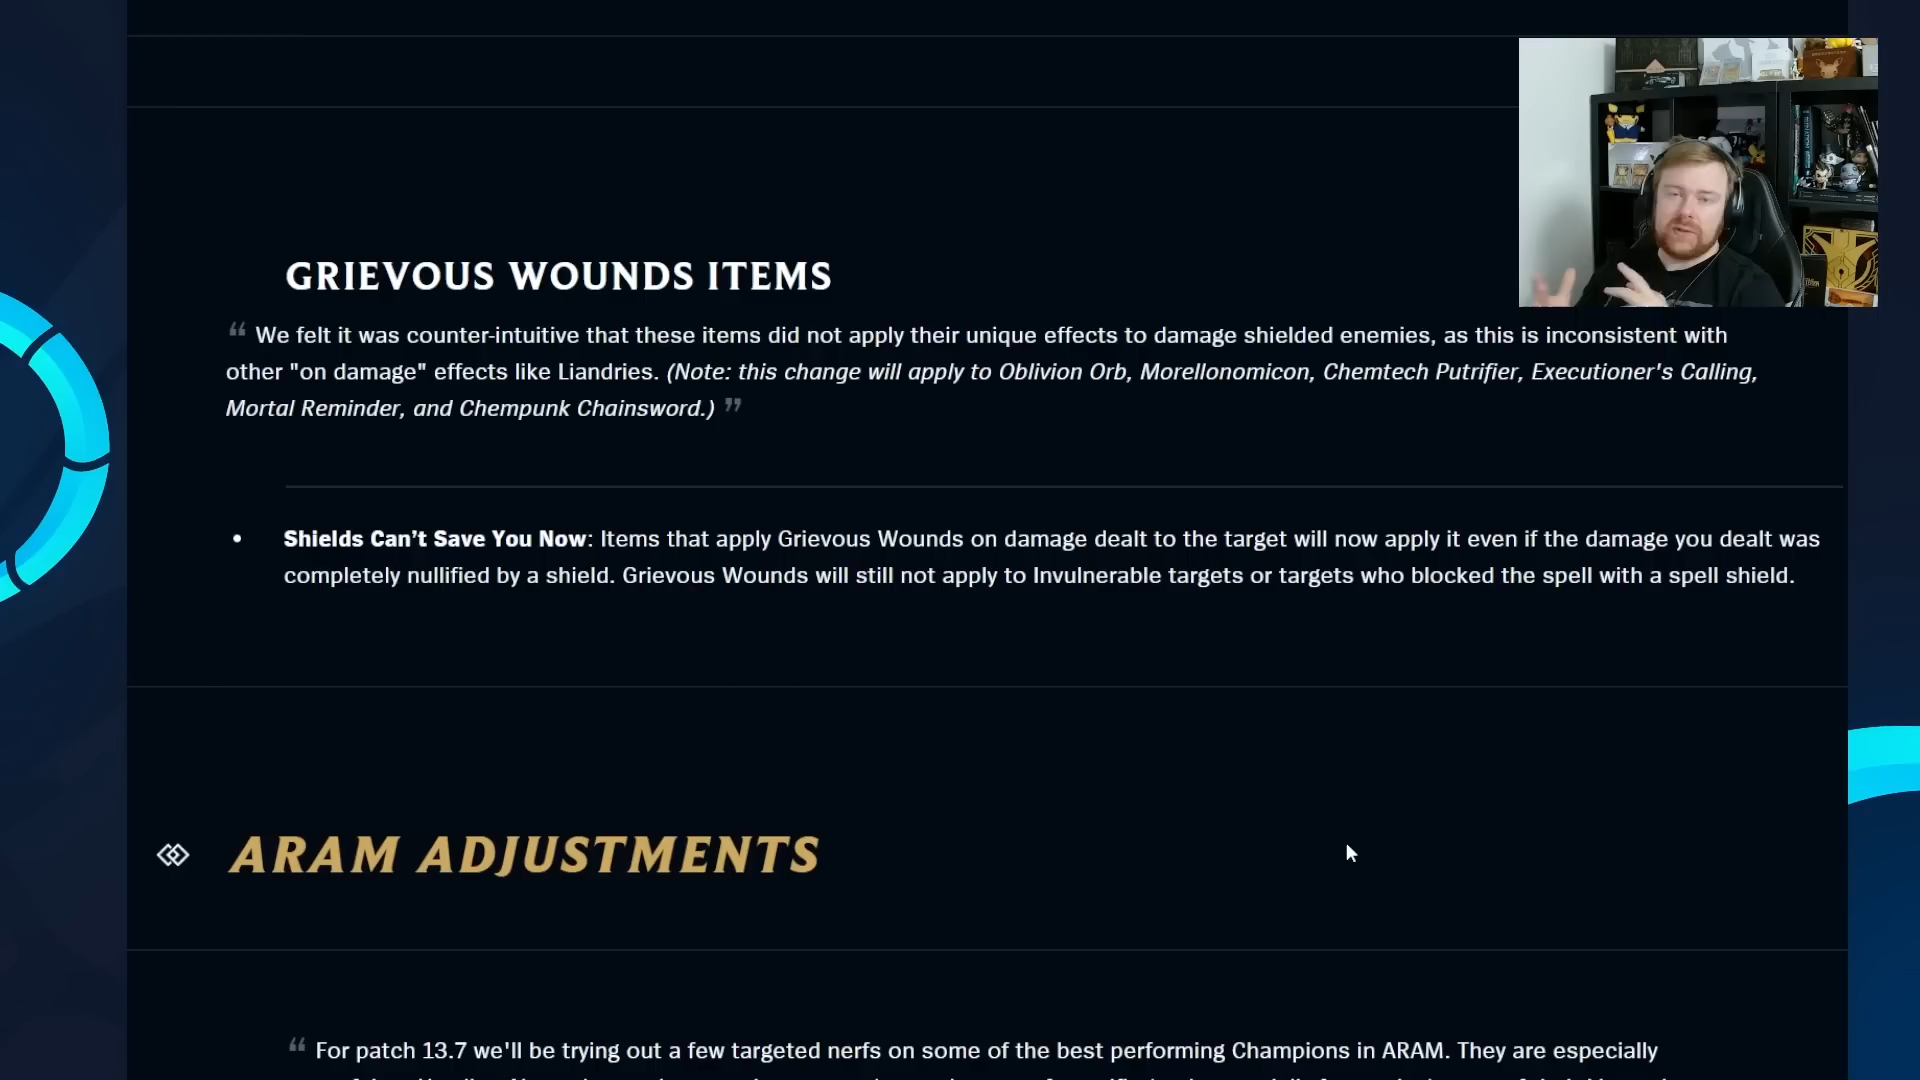 GRIEVOUS WOUNDS ITEMS
“ We felt it was counter-intuitive that these items did not apply their unique effects to damage shielded enemies, as this is inconsistent with
other "on damage" effects like Liandries. (Note: this change will apply to Oblivion Orb, Morellonomicon, Chemtech Putrifier, Executioner's Calling,
Mortal Reminder, and Chempunk Chainsword.) ”
• Shields Can’t Save You Now: Items that apply Grievous Wounds on damage dealt to the target will now apply it even if the damage you dealt was
completely nullified by a shield. Grievous Wounds will still not apply to Invulnerable targets or targets who blocked the spell with a spell shield.
ARAM ADJUSTMENTS
“ For patch 13.7 we'll be trying out a few targeted nerfs on some of the best performing Champions in ARAM. They are especially